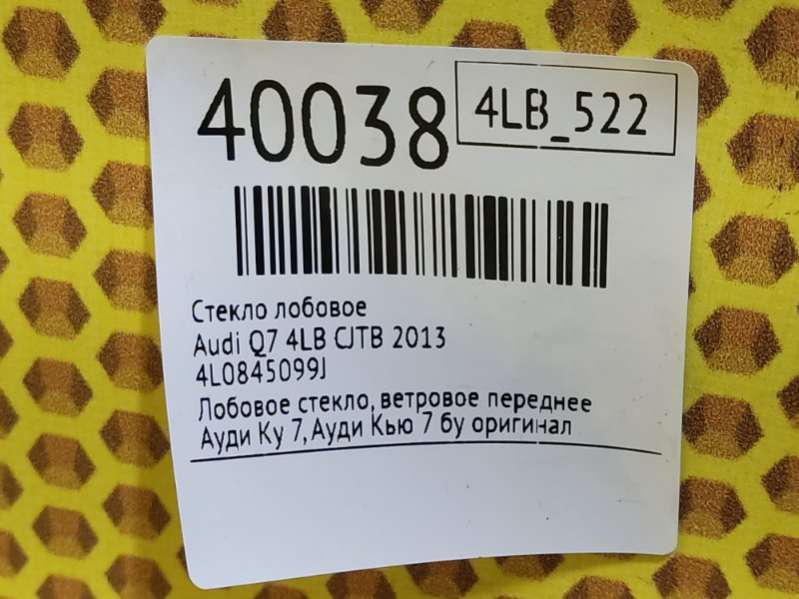 40038
4LB_522
Стекло лобовое
Audi Q7 4LB CJTB 2013
4L0845099J
Лобовое стекло, ветровое переднее
Ауди Ку 7, Ауди Кью 7 бу оригинал